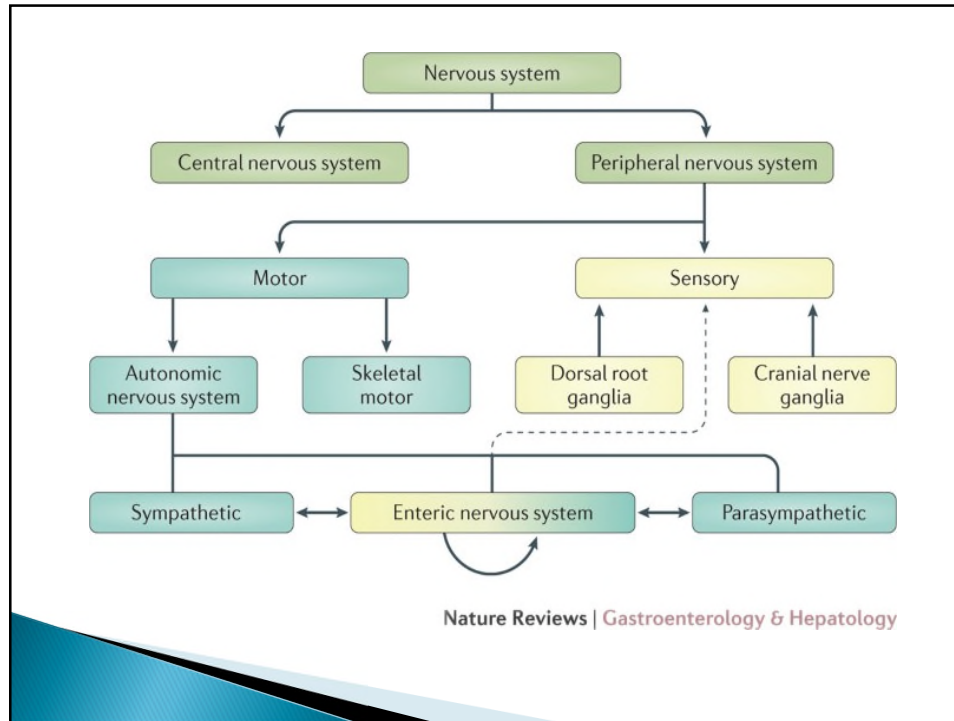 Nervous system
Central nervous system
Peripheral nervous system
Motor
Sensory
Autonomic
nervous system
Skeletal
motor
Dorsal root
ganglia
Cranial nerve
ganglia
Sympathetic
Enteric nervous system
Parasympathetic
Nature Reviews | Gastroenterology & Hepatology